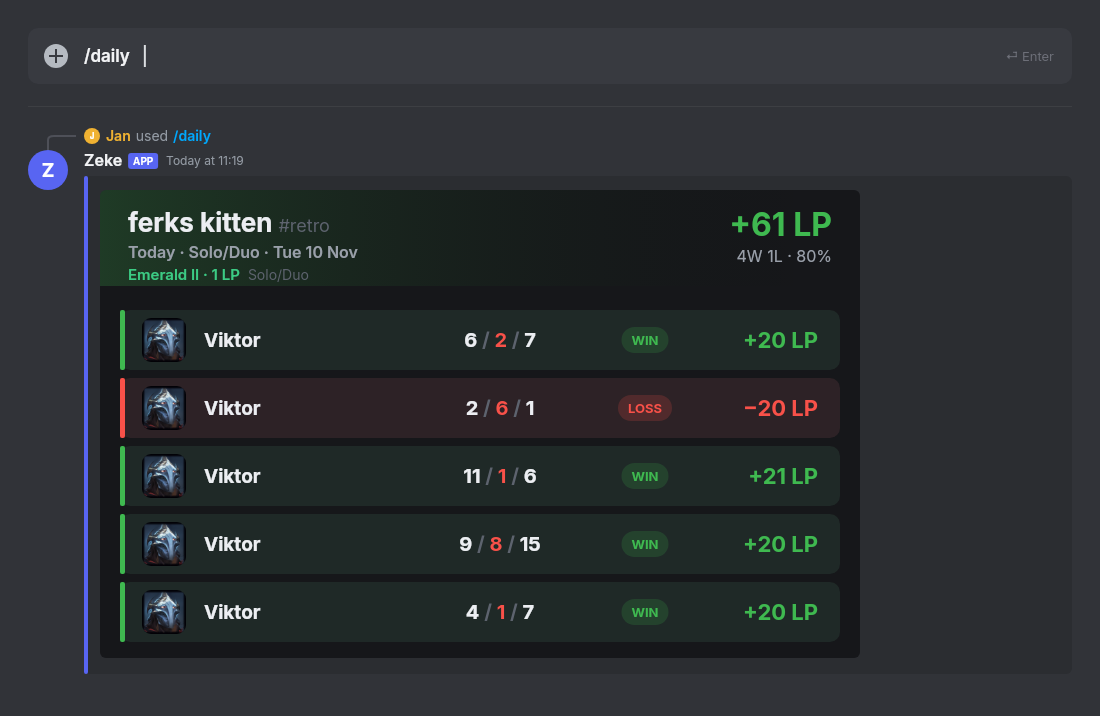 /daily
⏎ Enter
J Jan used /daily
Z
Zeke APP Today at 11:19
ferks kitten #retro
+61 LP
Today · Solo/Duo · Tue 10 Nov
4W 1L · 80%
Emerald II · 1 LP Solo/Duo
Viktor 6 / 2 / 7 WIN +20 LP
Viktor 2 / 6 / 1 LOSS −20 LP
Viktor 11 / 1 / 6 WIN +21 LP
Viktor 9 / 8 / 15 WIN +20 LP
Viktor 4 / 1 / 7 WIN +20 LP